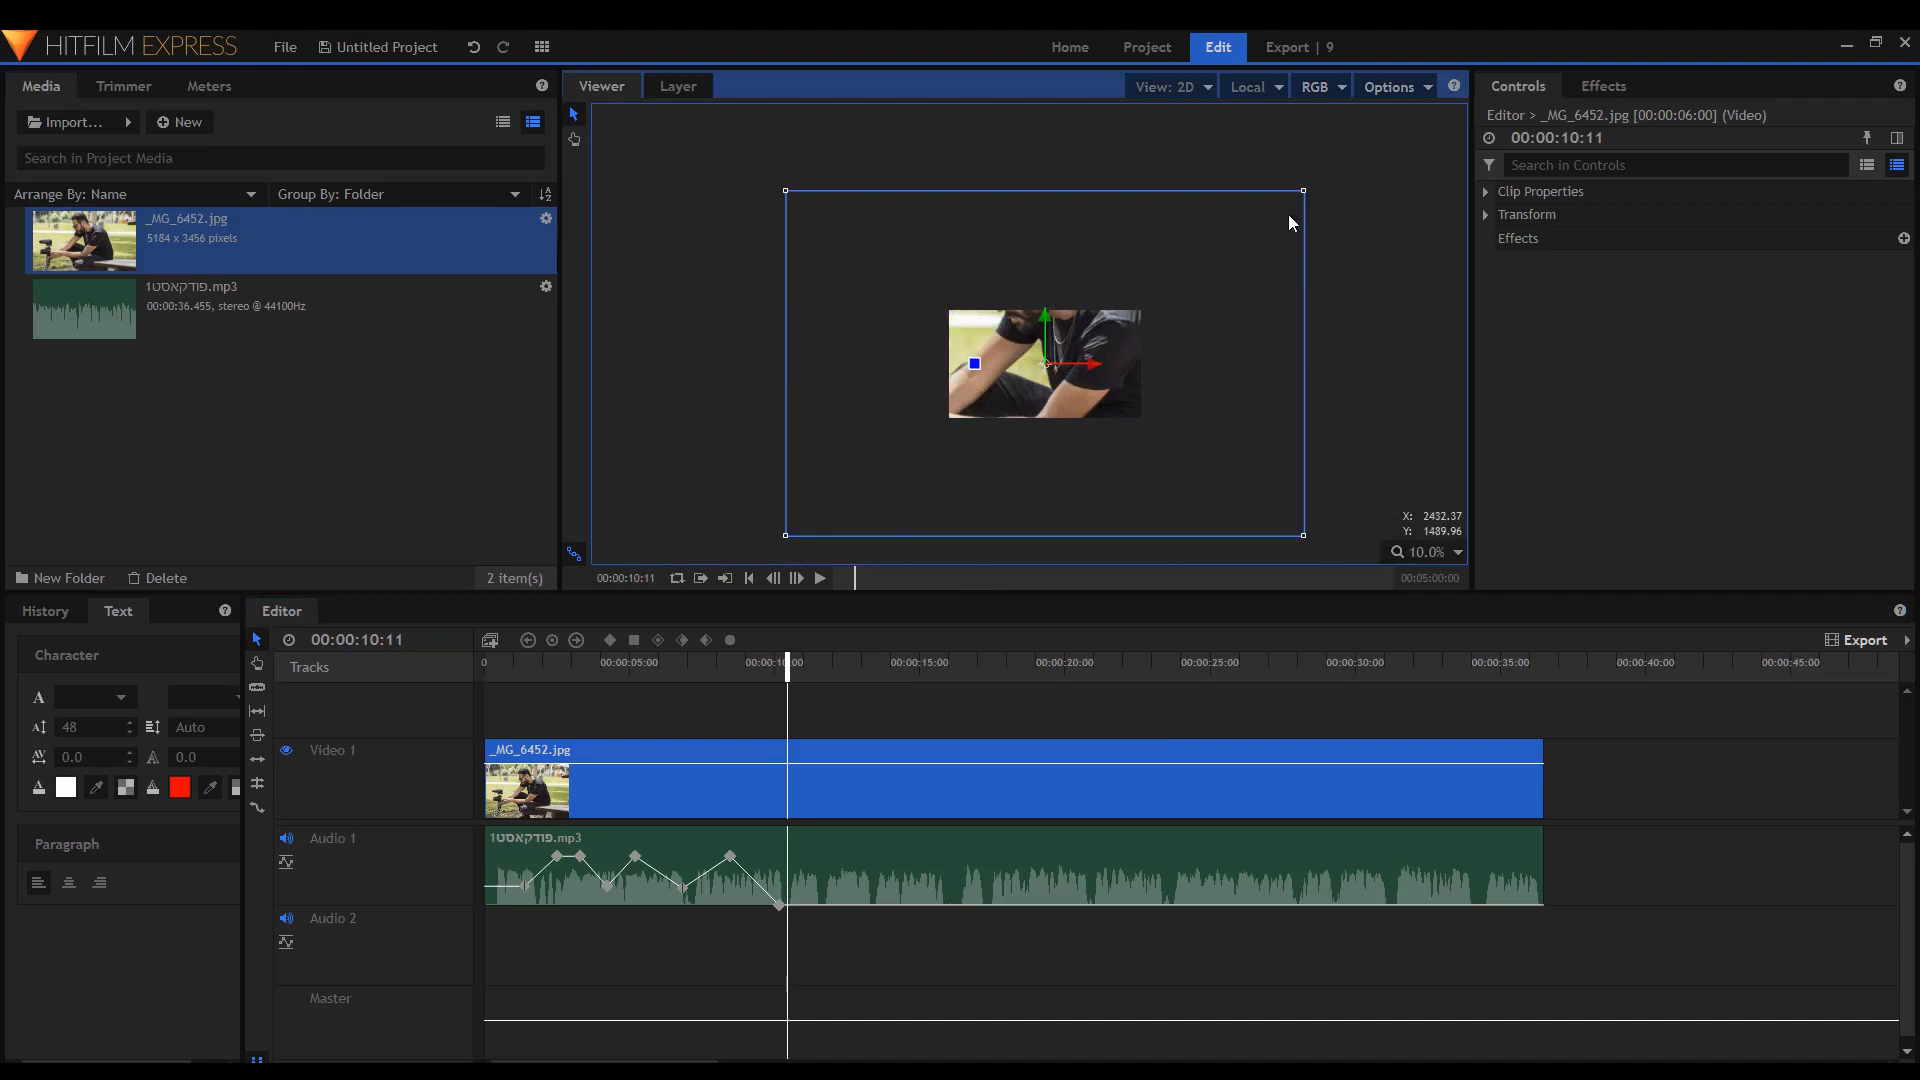 HITFILM EXPRESS
File
Untitled Project
Home
Project
Edit
Export | 9
Media
Trimmer
Meters
Viewer
Layer
View: 2D
Local
RGB
Options
Controls
Effects
Import...
New
Editor > _MG_6452.jpg [00:00:06:00] (Video)
00:00:10:11
Search in Project Media
Search in Controls
Arrange By: Name
Group By: Folder
Clip Properties
Transform
Effects
_MG_6452.jpg
5184 x 3456 pixels
פודקאסט1.mp3
00:00:36.455, stereo @ 44100Hz
X: 2432.37
Y: 1489.96
10.0%
New Folder
Delete
2 item(s)
00:00:10:11
00:05:00:00
History
Text
Editor
Character
00:00:10:11
Export
Tracks
0
00:00:05:00
00:00:10:00
00:00:15:00
00:00:20:00
00:00:25:00
00:00:30:00
00:00:35:00
00:00:40:00
00:00:45:00
48
Auto
0.0
0.0
Video 1
_MG_6452.jpg
Paragraph
Audio 1
פודקאסט1.mp3
Audio 2
Master